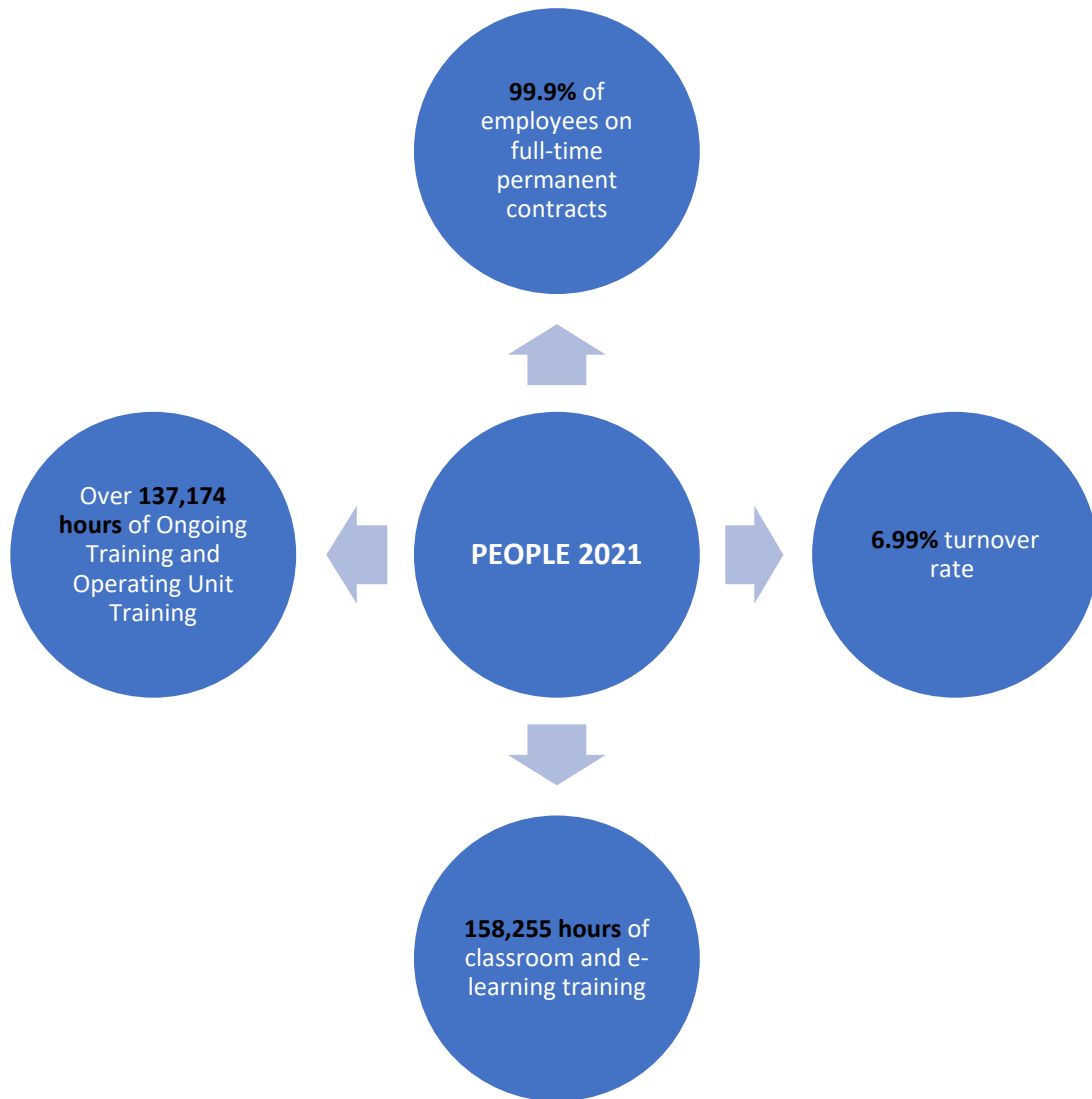 99.9% of
employees on
full-time
permanent
contracts
Over 137,174
hours of Ongoing
Training and
Operating Unit
Training
PEOPLE 2021
6.99% turnover
rate
158,255 hours of
classroom and e-
learning training